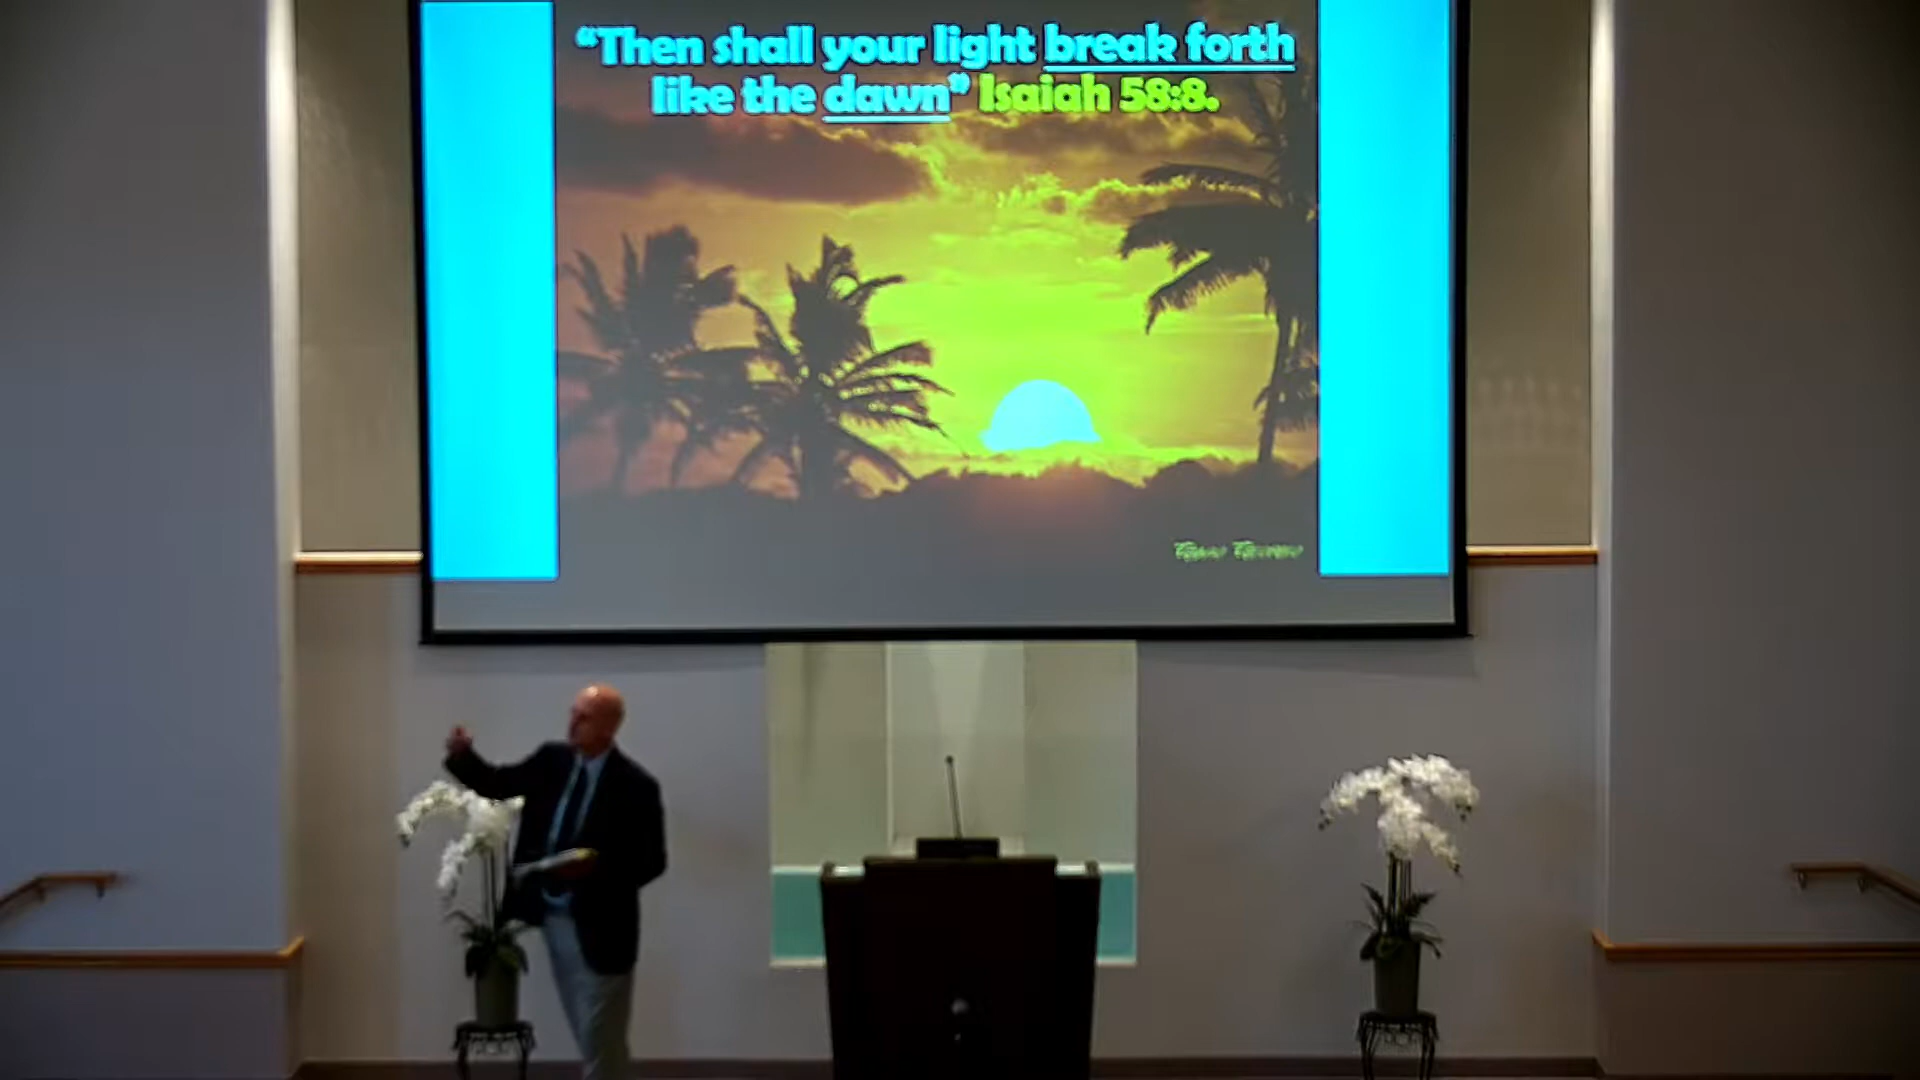 “Then shall your light break forth
like the dawn” Isaiah 58:8.